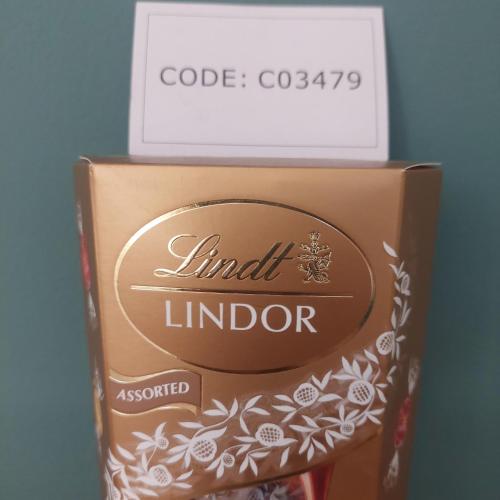 CODE: C03479
Lindt
LINDOR
ASSORTED